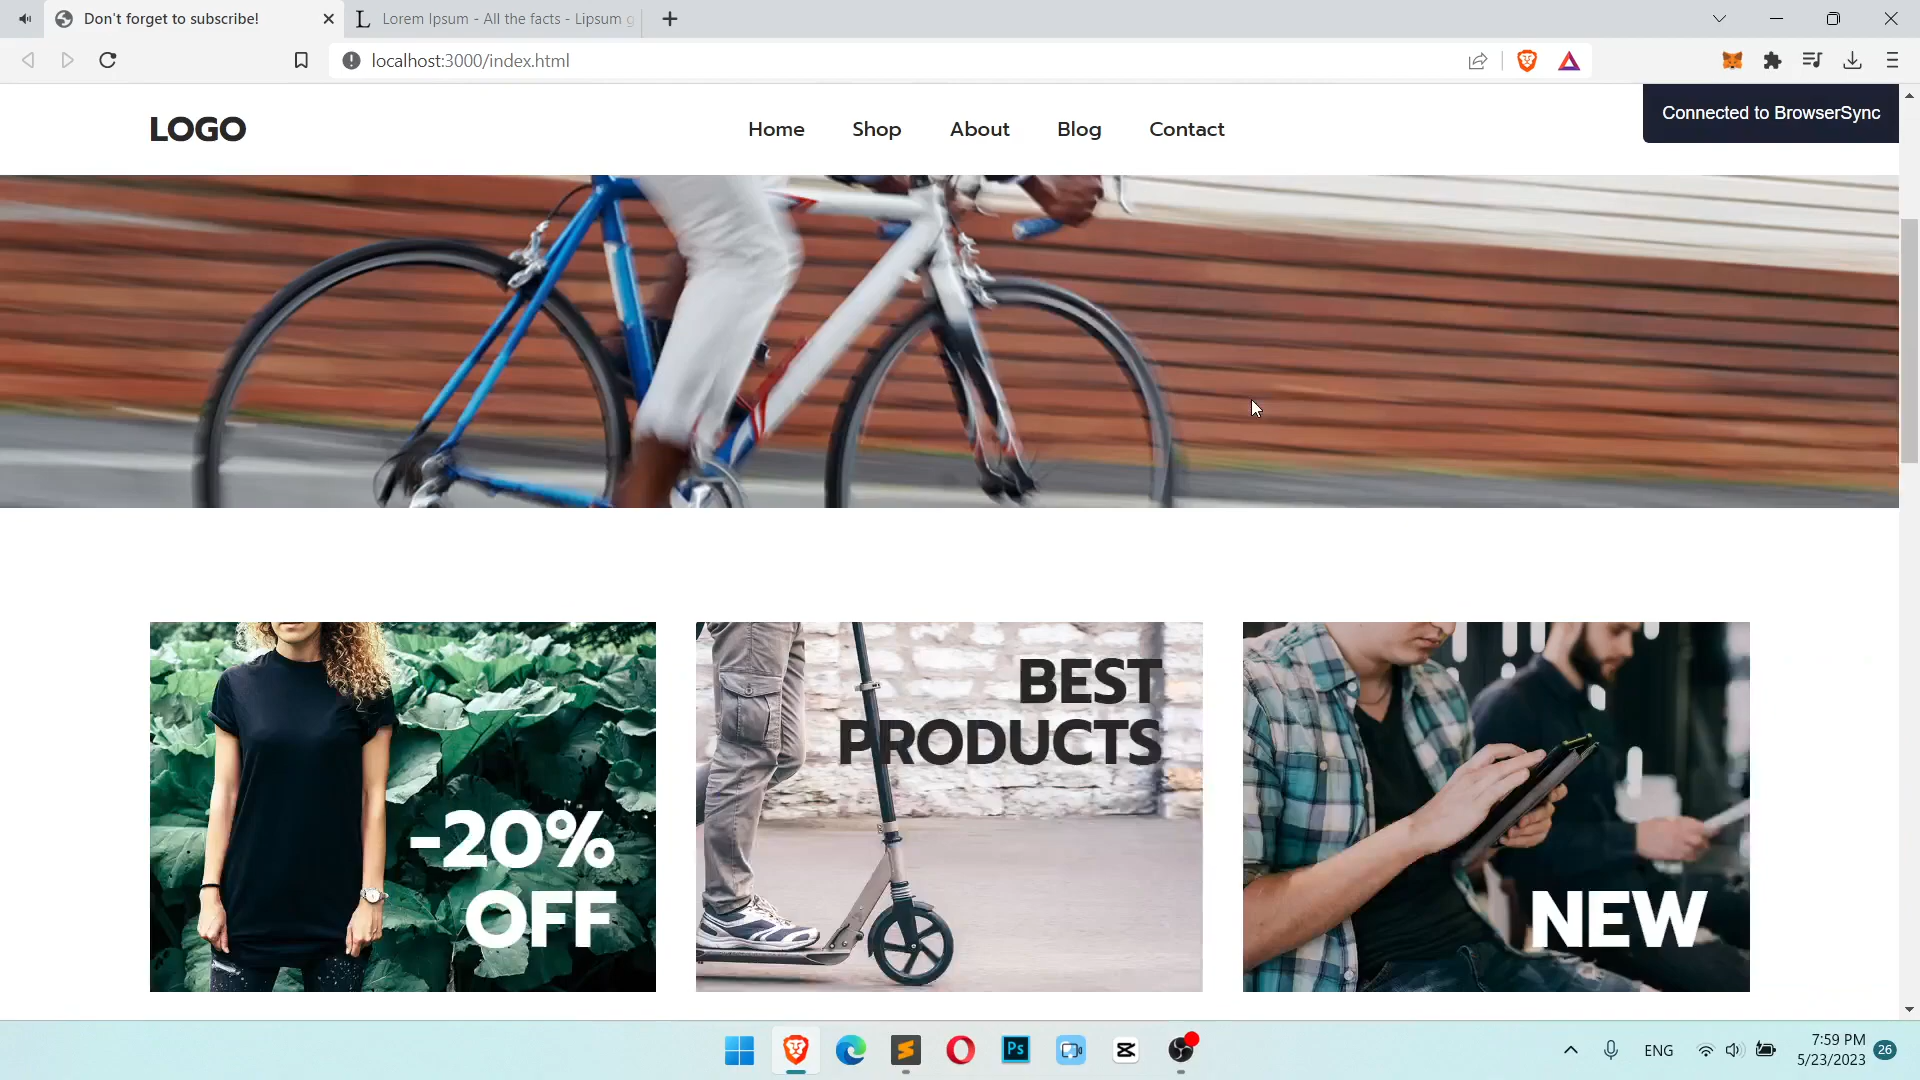 Don't forget to subscribe!
Lorem Ipsum - All the facts - Lipsum g
localhost:3000/index.html
LOGO
Home
Shop
About
Blog
Contact
Connected to BrowserSync
-20%
OFF
BEST
PRODUCTS
NEW
Ps
ENG
7:59 PM
5/23/2023
26